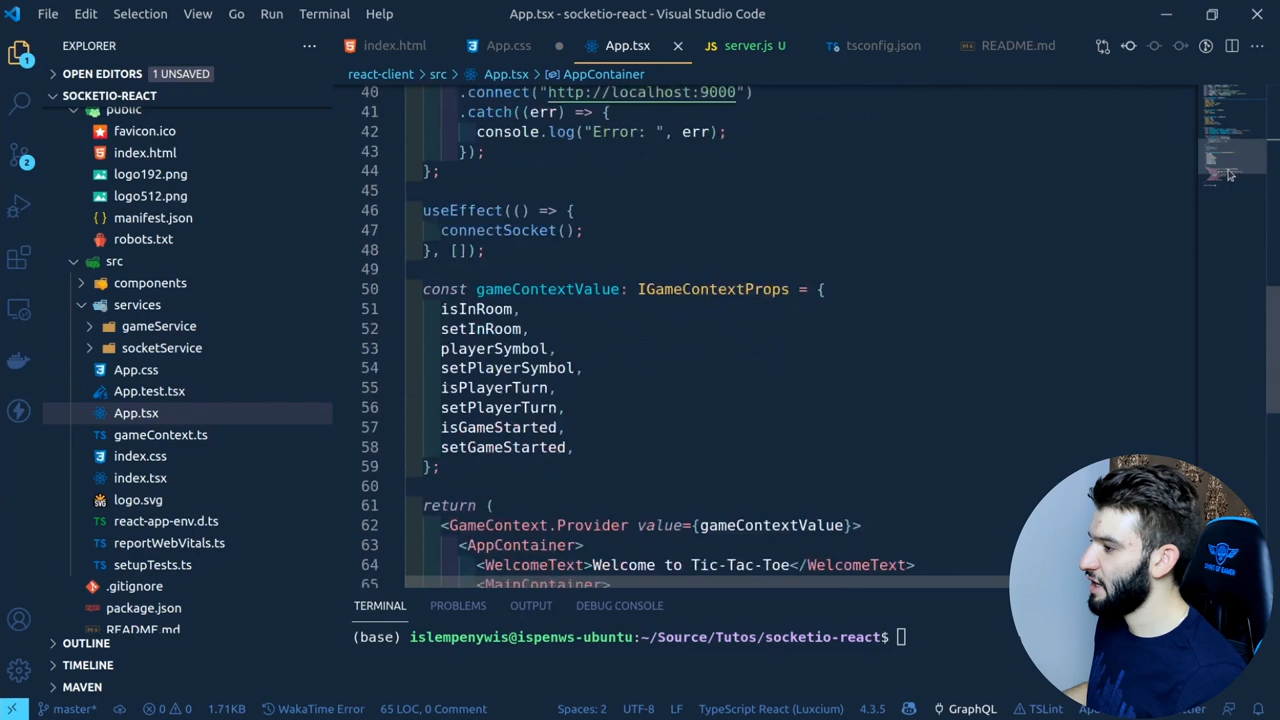 File Edit Selection View Go Run Terminal Help App.tsx - socketio-react - Visual Studio Code
EXPLORER
index.html App.css App.tsx server.js U tsconfig.json README.md
OPEN EDITORS 1 UNSAVED
react-client > src > App.tsx > AppContainer
SOCKETIO-REACT
public
favicon.ico
index.html
logo192.png
logo512.png
manifest.json
robots.txt
src
components
services
gameService
socketService
App.css
App.test.tsx
App.tsx
gameContext.ts
index.css
index.tsx
logo.svg
react-app-env.d.ts
reportWebVitals.ts
setupTests.ts
.gitignore
package.json
README.md
OUTLINE
TIMELINE
MAVEN
1
2
40 .connect("http://localhost:9000")
41 .catch((err) => {
42 console.log("Error: ", err);
43 });
44 };
45
46 useEffect(() => {
47 connectSocket();
48 }, []);
49
50 const gameContextValue: IGameContextProps = {
51 isInRoom,
52 setInRoom,
53 playerSymbol,
54 setPlayerSymbol,
55 isPlayerTurn,
56 setPlayerTurn,
57 isGameStarted,
58 setGameStarted,
59 };
60
61 return (
62 <GameContext.Provider value={gameContextValue}>
63 <AppContainer>
64 <WelcomeText>Welcome to Tic-Tac-Toe</WelcomeText>
65 <MainContainer>
TERMINAL PROBLEMS OUTPUT DEBUG CONSOLE
(base) islempenywis@ispenws-ubuntu:~/Source/Tutos/socketio-react$
master* 0 0 1.71KB WakaTime Error 65 LOC, 0 Comment Spaces: 2 UTF-8 LF TypeScript React (Luxcium) 4.3.5 GraphQL TSLint